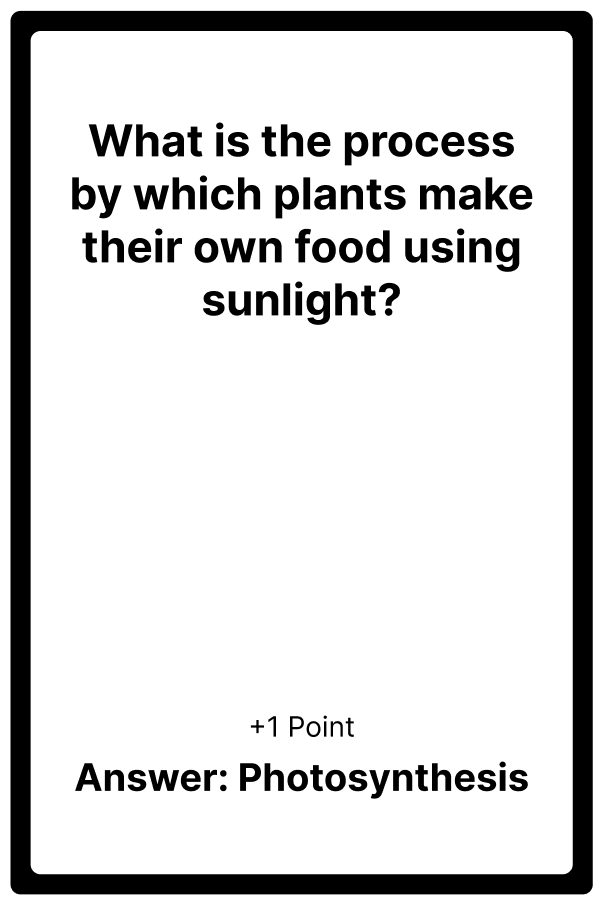 What is the process
by which plants make
their own food using
sunlight?
+1 Point
Answer: Photosynthesis